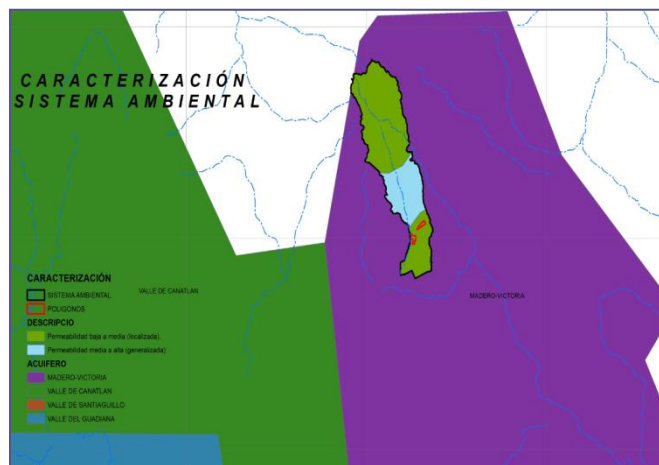 CARACTERIZACIÓN
SISTEMA AMBIENTAL
CARACTERIZACIÓN
SISTEMA AMBIENTAL
POLIGONOS
DESCRIPCIO
Permeabilidad baja a media (localizada).
Permeabilidad media a alta (generalizada)
ACUIFERO
MADERO-VICTORIA
VALLE DE CANATLAN
VALLE DE SANTIAGUILLO
VALLE DEL GUADIANA
VALLE DE CANATLAN
MADERO-VICTORIA